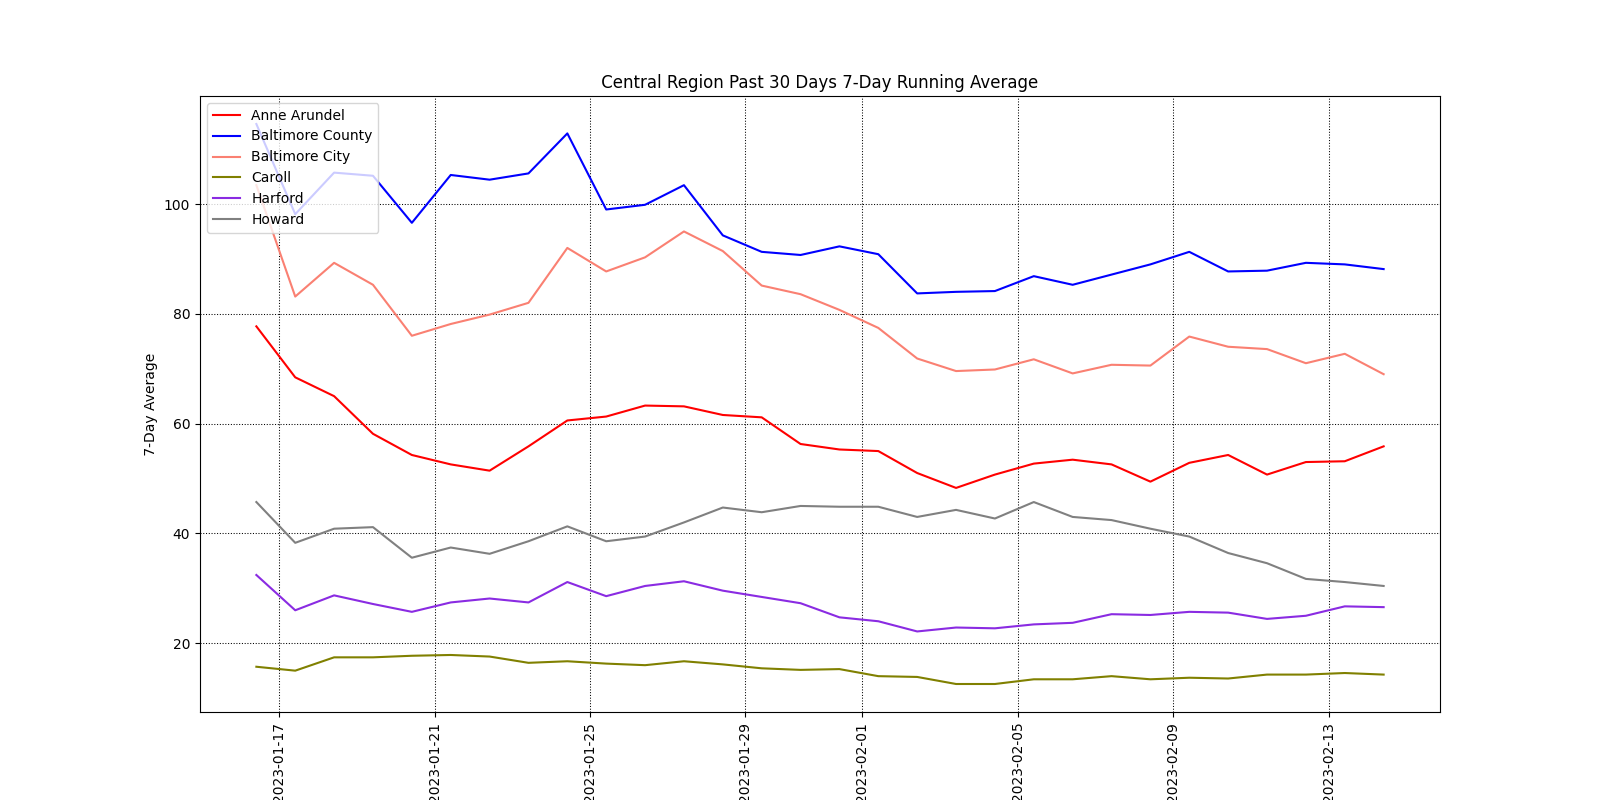 Central Region Past 30 Days 7-Day Running Average
Anne Arundel
Baltimore County
Baltimore City
Caroll
Harford
Howard
7-Day Average
100
80
60
40
20
2023-01-17
2023-01-21
2023-01-25
2023-01-29
2023-02-01
2023-02-05
2023-02-09
2023-02-13